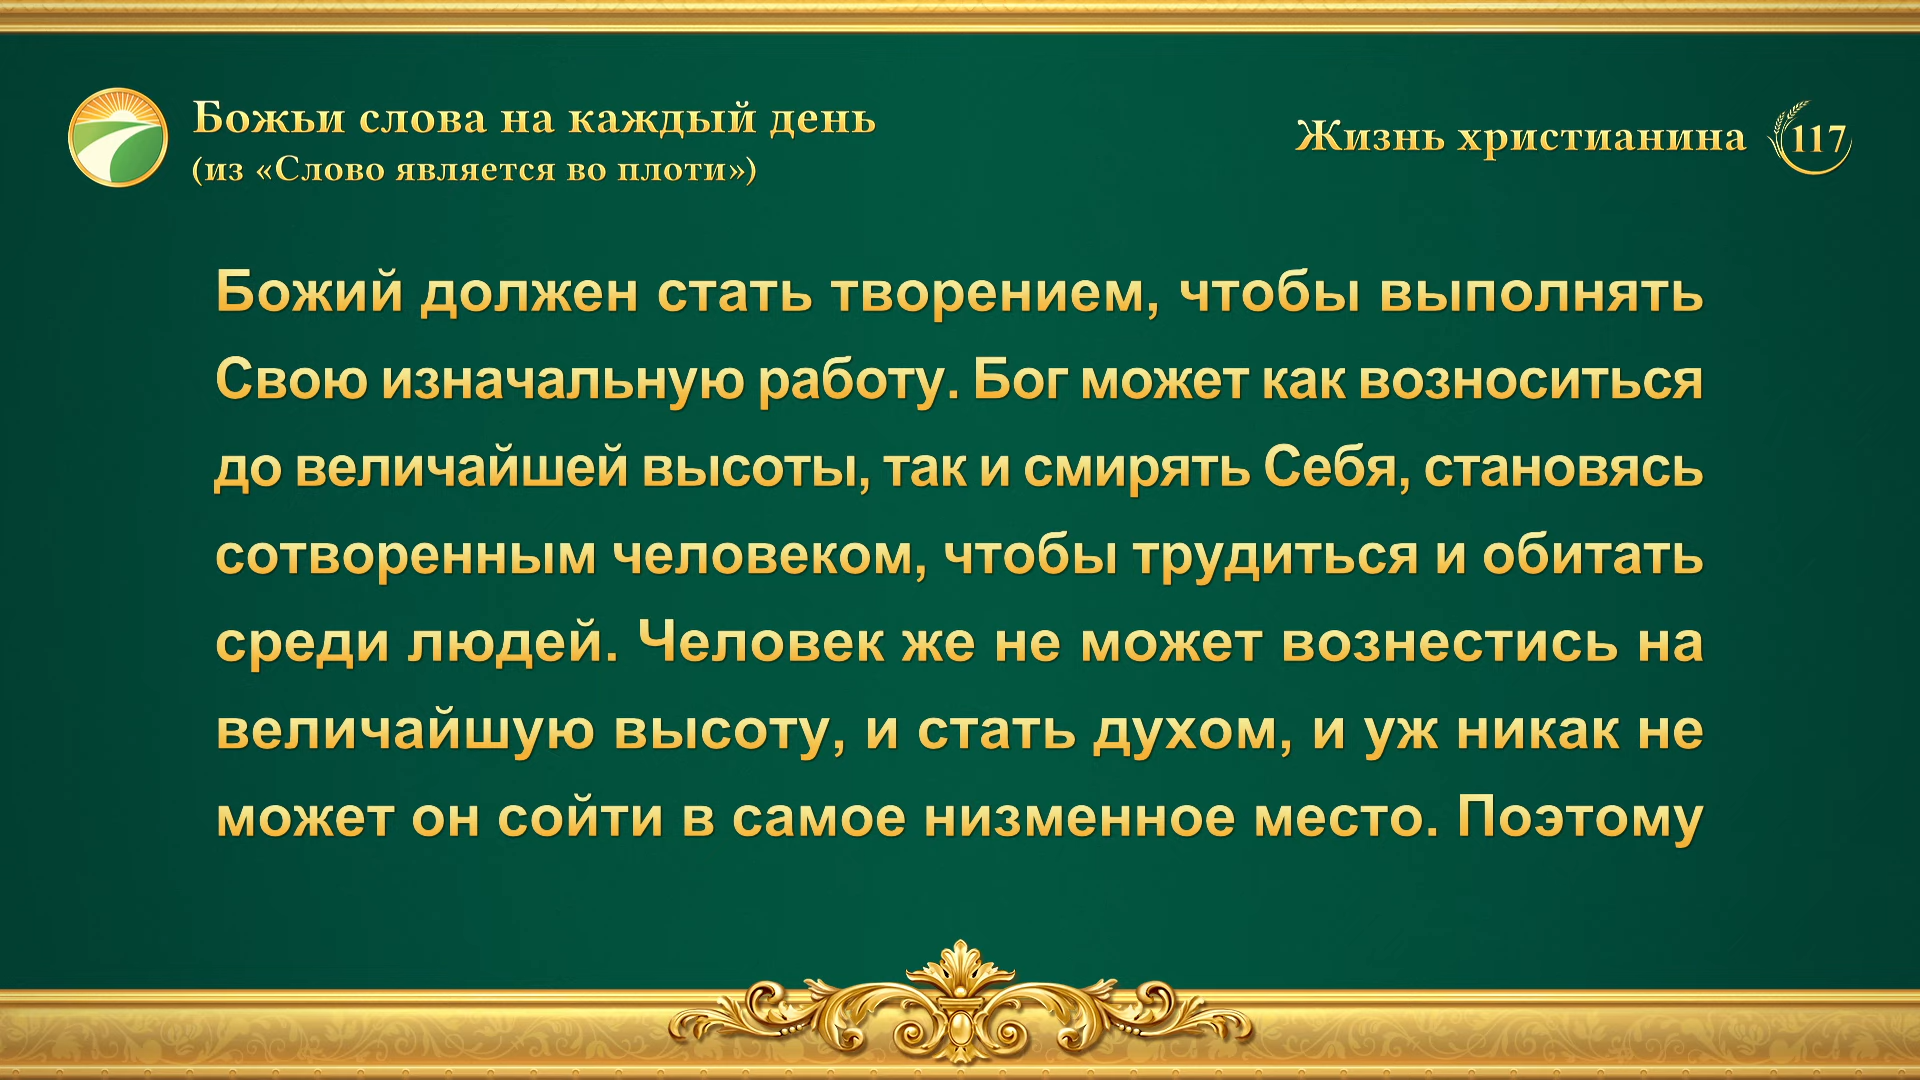 Божьи слова на каждый день
(из «Слово является во плоти»)
Жизнь христианина 117
Божий должен стать творением, чтобы выполнять
Свою изначальную работу. Бог может как возноситься
до величайшей высоты, так и смирять Себя, становясь
сотворенным человеком, чтобы трудиться и обитать
среди людей. Человек же не может вознестись на
величайшую высоту, и стать духом, и уж никак не
может он сойти в самое низменное место. Поэтому